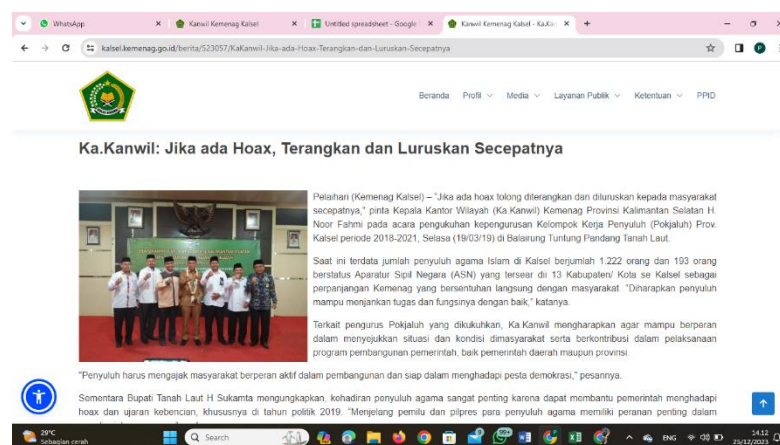 WhatsApp
Kanwil Kemenag Kalsel
Untitled spreadsheet - Google
Kanwil Kemenag Kalsel - Ka.Kan
kalsel.kemenag.go.id/berita/523057/KaKanwil-Jika-ada-Hoax-Terangkan-dan-Luruskan-Secepatnya
Beranda Profil Media Layanan Publik Ketentuan PPID
Ka.Kanwil: Jika ada Hoax, Terangkan dan Luruskan Secepatnya
Pelaihari (Kemenag Kalsel) – "Jika ada hoax tolong diterangkan dan diluruskan kepada masyarakat
secepatnya," pinta Kepala Kantor Wilayah (Ka.Kanwil) Kemenag Provinsi Kalimantan Selatan H.
Noor Fahmi pada acara pengukuhan kepengurusan Kelompok Kerja Penyuluh (Pokjaluh) Prov.
Kalsel periode 2018-2021, Selasa (19/03/19) di Balairung Tuntung Pandang Tanah Laut.
Saat ini terdata jumlah penyuluh agama Islam di Kalsel berjumlah 1.222 orang dan 193 orang
berstatus Aparatur Sipil Negara (ASN) yang tersear dii 13 Kabupaten/ Kota se Kalsel sebagai
perpanjangan Kemenag yang bersentuhan langsung dengan masyarakat. "Diharapkan penyuluh
mampu menjankan tugas dan fungsinya dengan baik," katanya.
Terkait pengurus Pokjaluh yang dikukuhkan, Ka.Kanwil mengharapkan agar mampu berperan
dalam menyejukkan situasi dan kondisi dimasyarakat serta berkontribusi dalam pelaksanaan
program pembangunan pemerintah, baik pemerintah daerah maupun provinsi.
"Penyuluh harus mengajak masyarakat berperan aktif dalam pembangunan dan siap dalam menghadapi pesta demokrasi," pesannya.
Sementara Bupati Tanah Laut H Sukamta mengungkapkan, kehadiran penyuluh agama sangat penting karena dapat membantu pemerintah menghadapi
hoax dan ujaran kebencian, khususnya di tahun politik 2019. "Menjelang pemilu dan pilpres para penyuluh agama memiliki peranan penting dalam
29°C
Sebagian cerah
Search
99+
ENG
14.12
23/12/2023